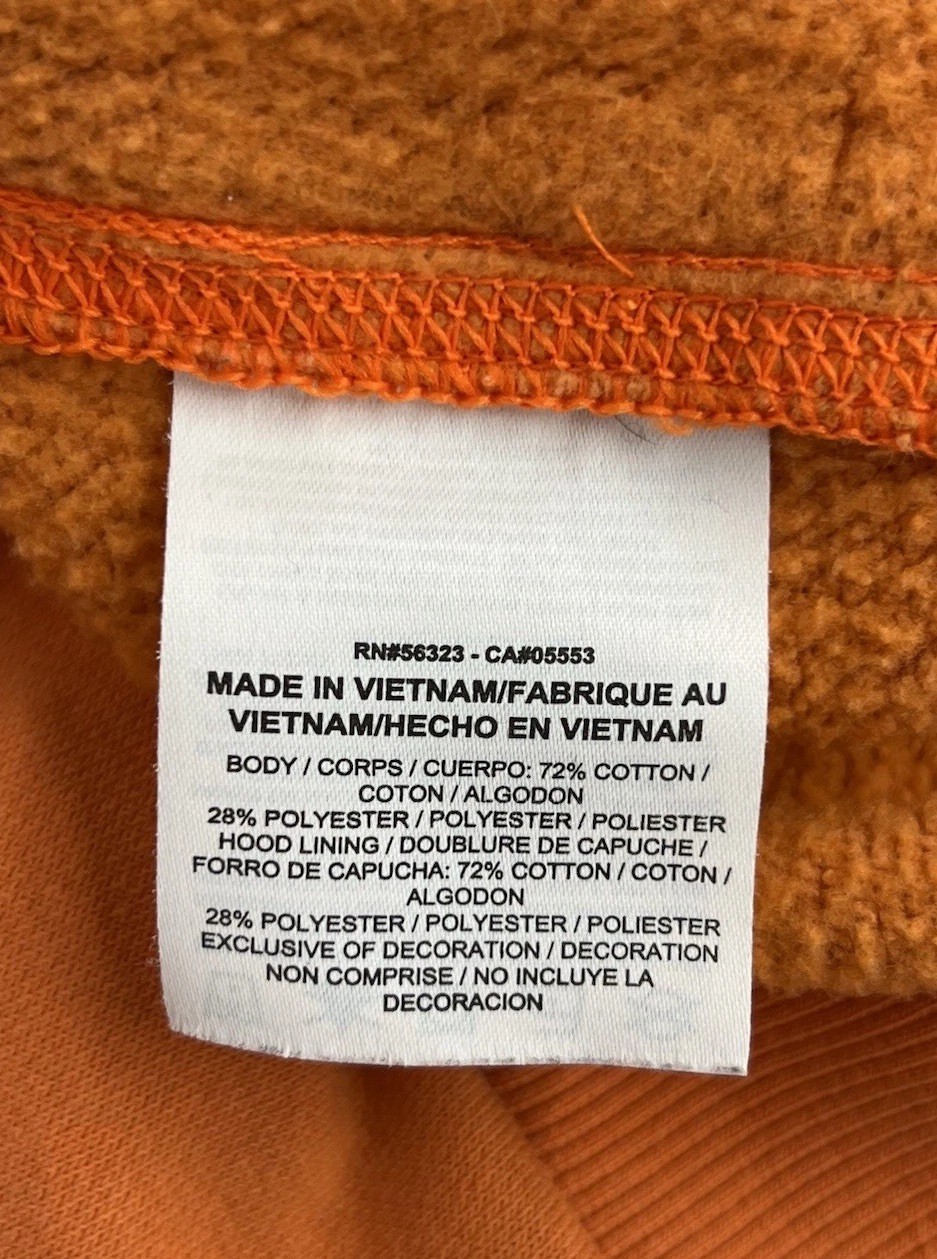 RN#56323 - CA#05553
MADE IN VIETNAM/FABRIQUE AU
VIETNAM/HECHO EN VIETNAM
BODY / CORPS / CUERPO: 72% COTTON /
COTON / ALGODON
28% POLYESTER / POLYESTER / POLIESTER
HOOD LINING / DOUBLURE DE CAPUCHE /
FORRO DE CAPUCHA: 72% COTTON / COTON /
ALGODON
28% POLYESTER / POLYESTER / POLIESTER
EXCLUSIVE OF DECORATION / DECORATION
NON COMPRISE / NO INCLUYE LA
DECORACION